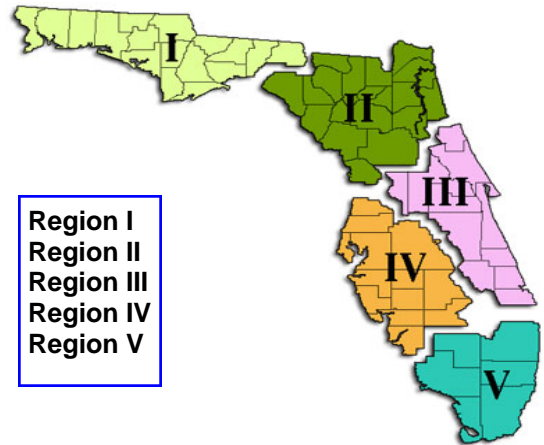 I
II
III
Region I
Region II
Region III
Region IV
Region V
IV
V